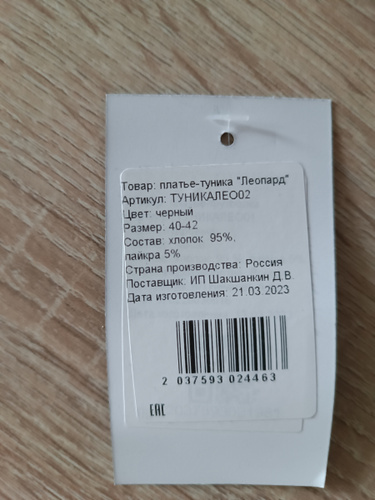 Товар: платье-туника "Леопард"
Артикул: ТУНИКАЛЕО02
Цвет: черный
Размер: 40-42
Состав: хлопок 95%,
лайкра 5%
Страна производства: Россия
Поставщик: ИП Шакшанкин Д В
Дата изготовления: 21.03.2023
2 037593 024463
EAC